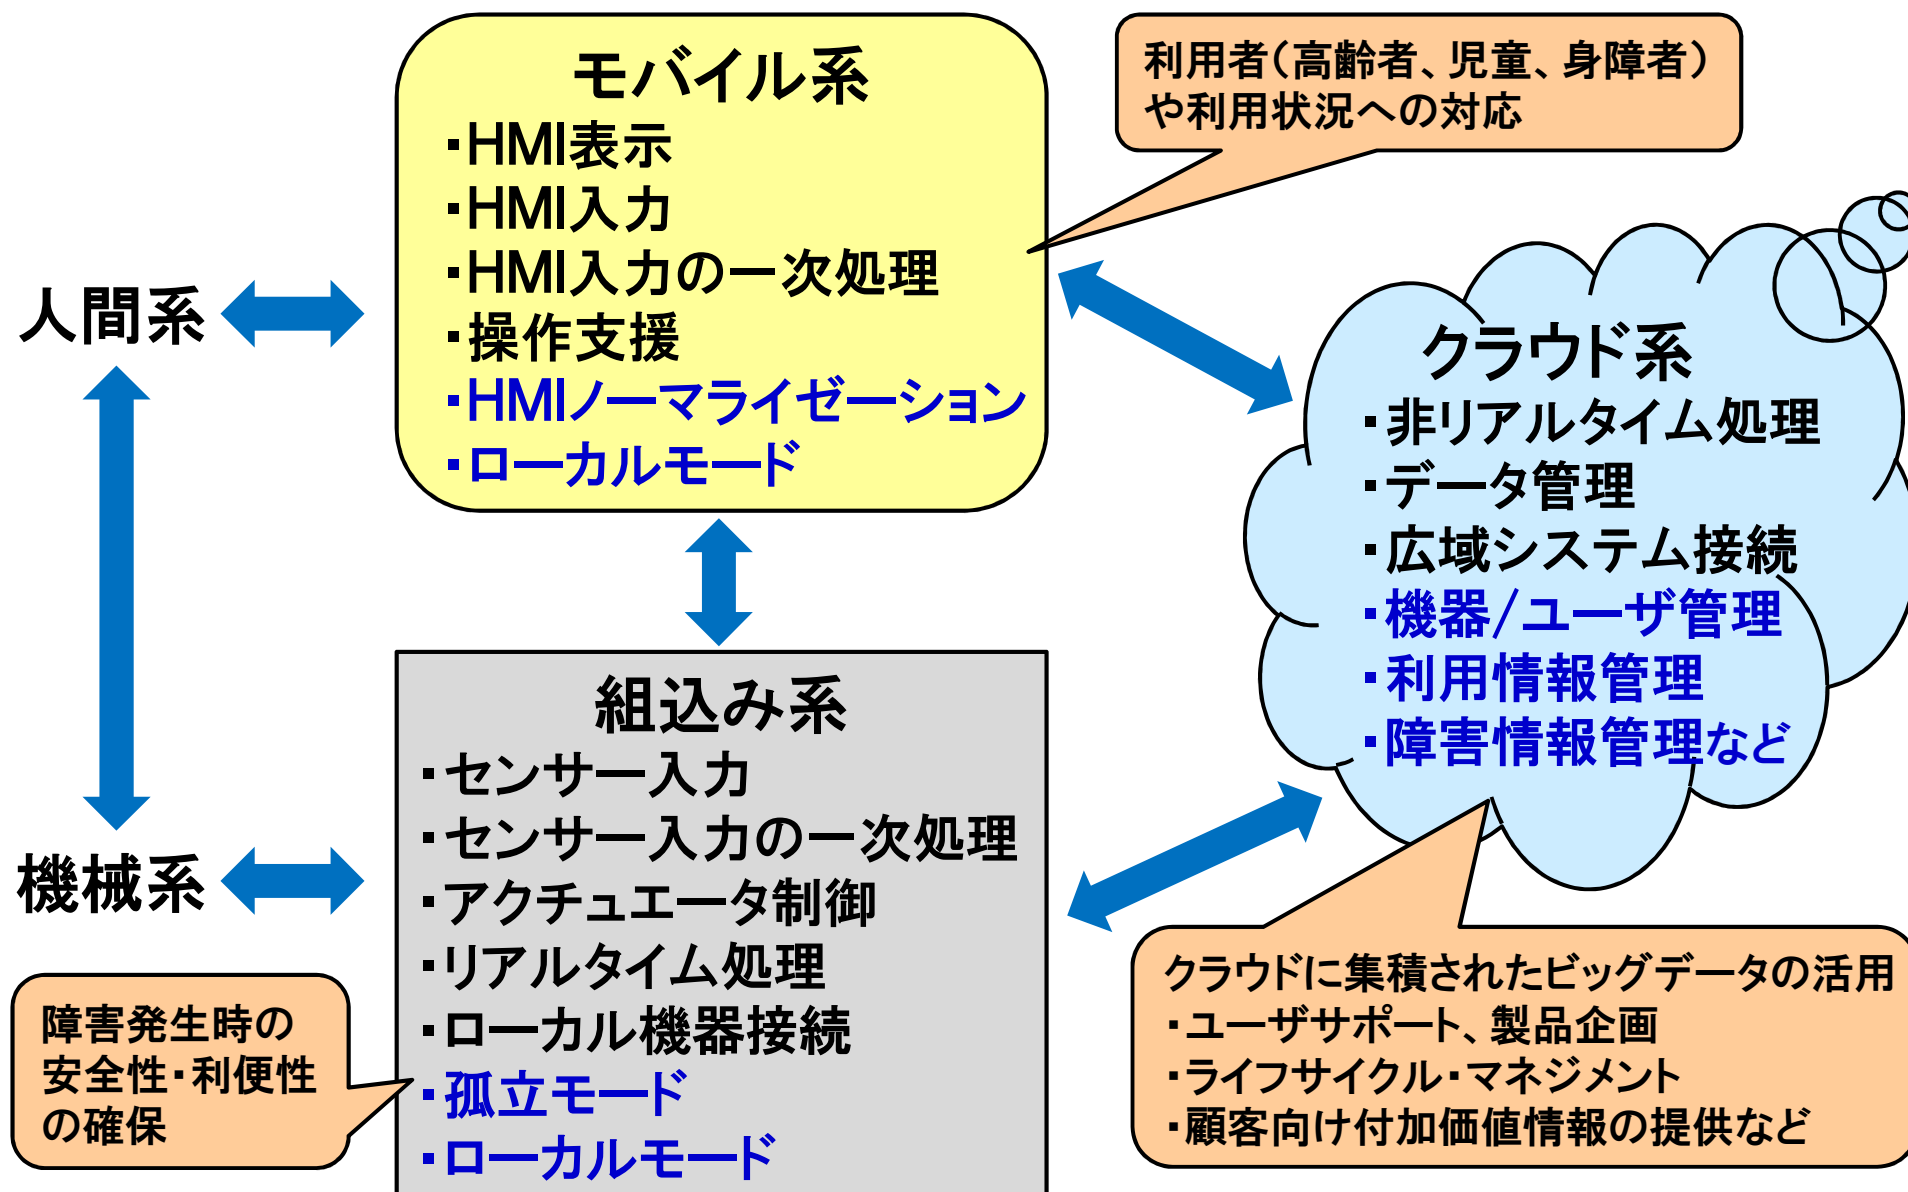 モバイル系
・HMI表示
・HMI入力
・HMI入力の一次処理
・操作支援
・HMIノーマライゼーション
・ローカルモード
利用者（高齢者、児童、身障者）
や利用状況への対応
人間系
クラウド系
・非リアルタイム処理
・データ管理
・広域システム接続
・機器/ユーザ管理
・利用情報管理
・障害情報管理など
機械系
組込み系
・センサー入力
・センサー入力の一次処理
・アクチュエータ制御
・リアルタイム処理
・ローカル機器接続
・孤立モード
・ローカルモード
障害発生時の
安全性・利便性
の確保
クラウドに集積されたビッグデータの活用
・ユーザサポート、製品企画
・ライフサイクル・マネジメント
・顧客向け付加価値情報の提供など